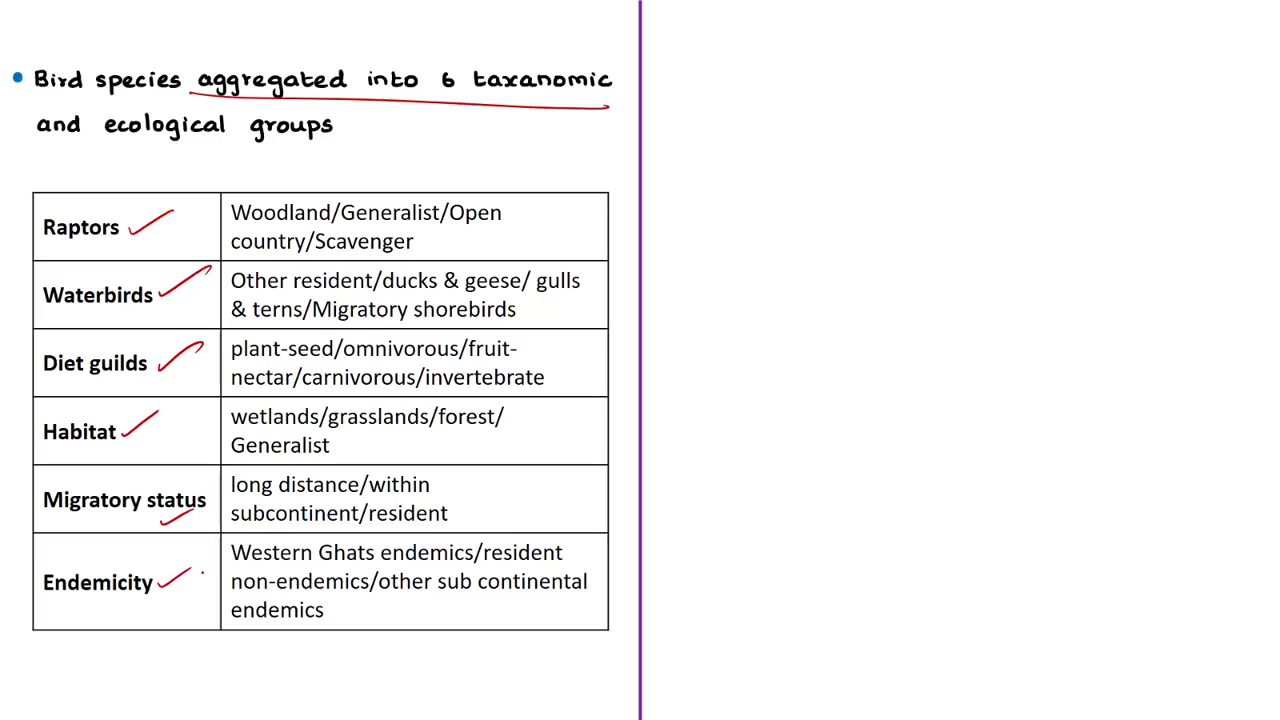 Bird species aggregated into 6 taxanomic
and ecological groups
Raptors
Woodland/Generalist/Open
country/Scavenger
Waterbirds
Other resident/ducks & geese/ gulls
& terns/Migratory shorebirds
Diet guilds
plant-seed/omnivorous/fruit-
nectar/carnivorous/invertebrate
Habitat
wetlands/grasslands/forest/
Generalist
Migratory status
long distance/within
subcontinent/resident
Endemicity
Western Ghats endemics/resident
non-endemics/other sub continental
endemics